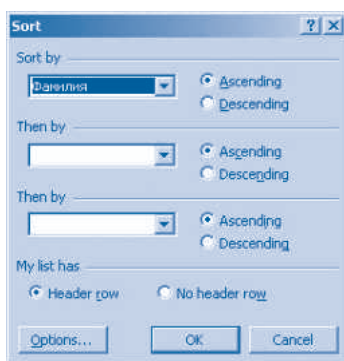 Sort
Sort by
Фамилия
Ascending
Descending
Then by
Ascending
Descending
Then by
Ascending
Descending
My list has
Header row
No header row
Options...
OK
Cancel